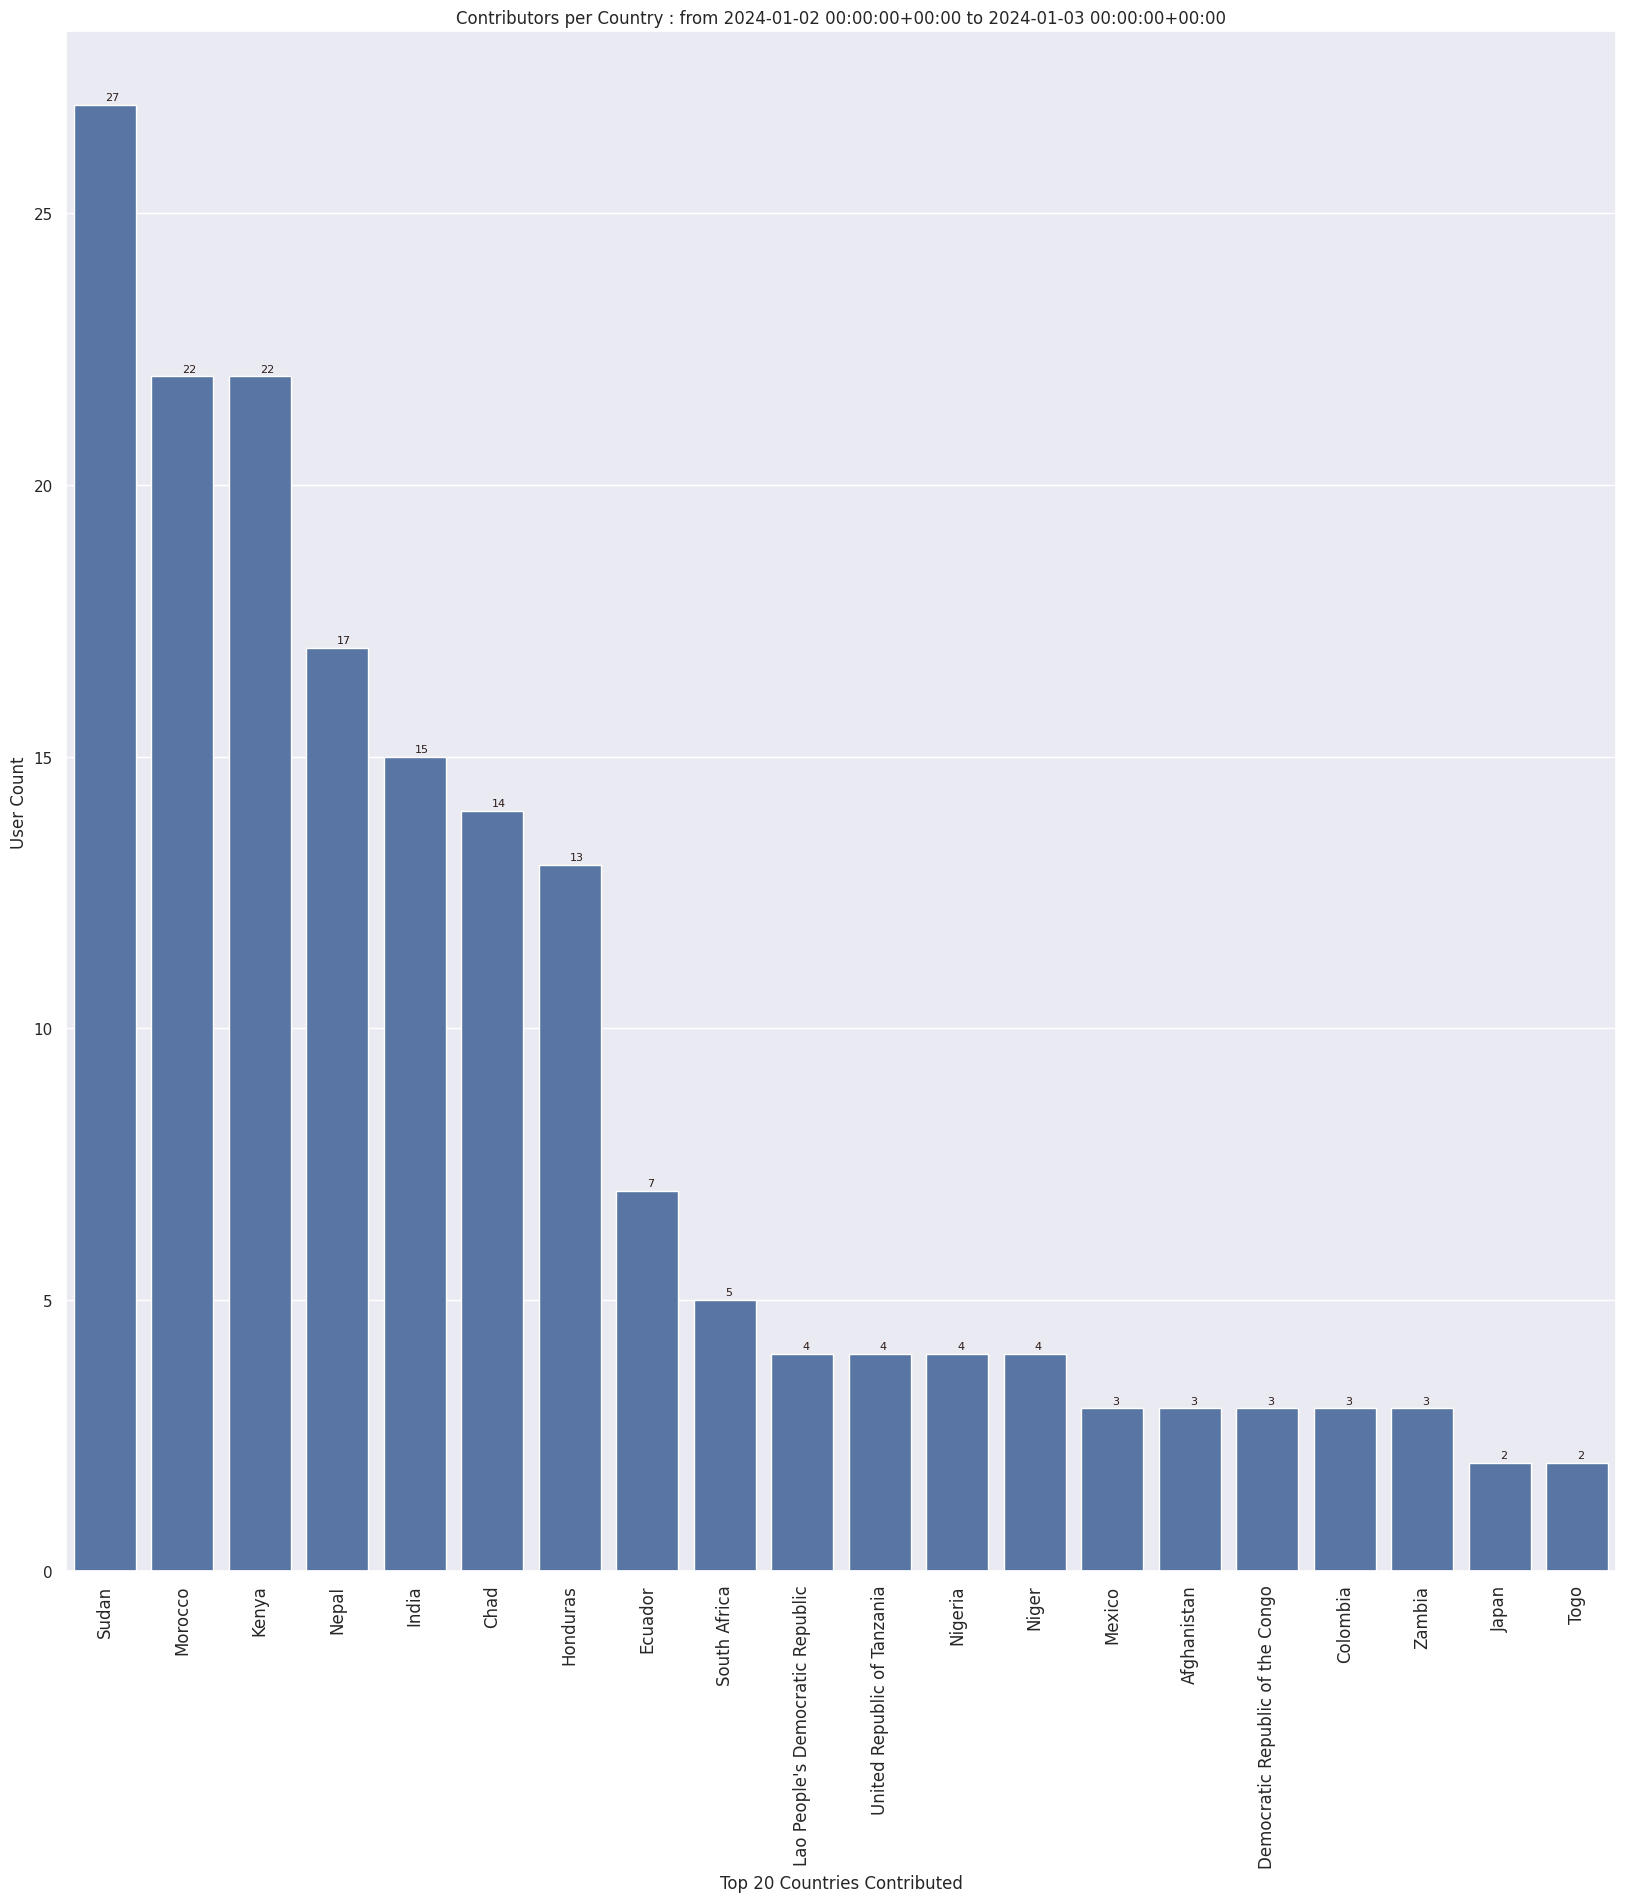 Contributors per Country : from 2024-01-02 00:00:00+00:00 to 2024-01-03 00:00:00+00:00
User Count
25
20
15
10
5
0
27
22
22
17
15
14
13
7
5
4
4
4
4
3
3
3
3
3
2
2
Sudan
Morocco
Kenya
Nepal
India
Chad
Honduras
Ecuador
South Africa
Lao People's Democratic Republic
United Republic of Tanzania
Nigeria
Niger
Mexico
Afghanistan
Democratic Republic of the Congo
Colombia
Zambia
Japan
Togo
Top 20 Countries Contributed